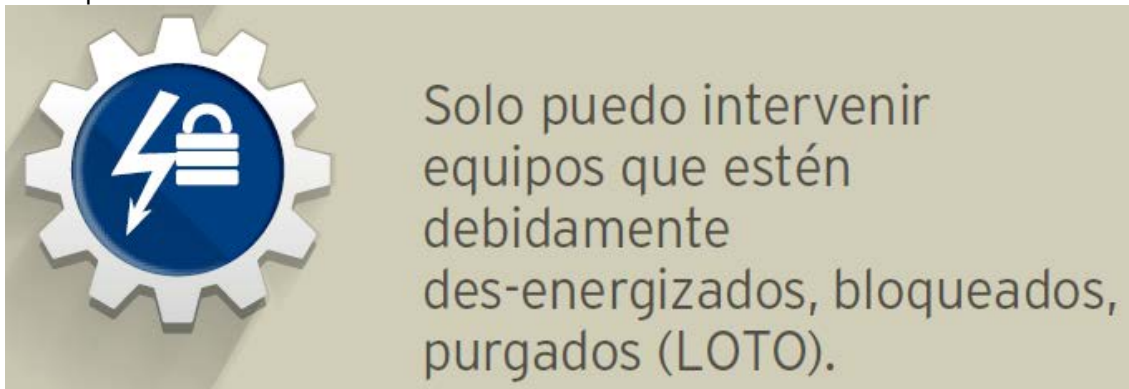 Solo puedo intervenir
equipos que estén
debidamente
des-energizados, bloqueados,
purgados (LOTO).